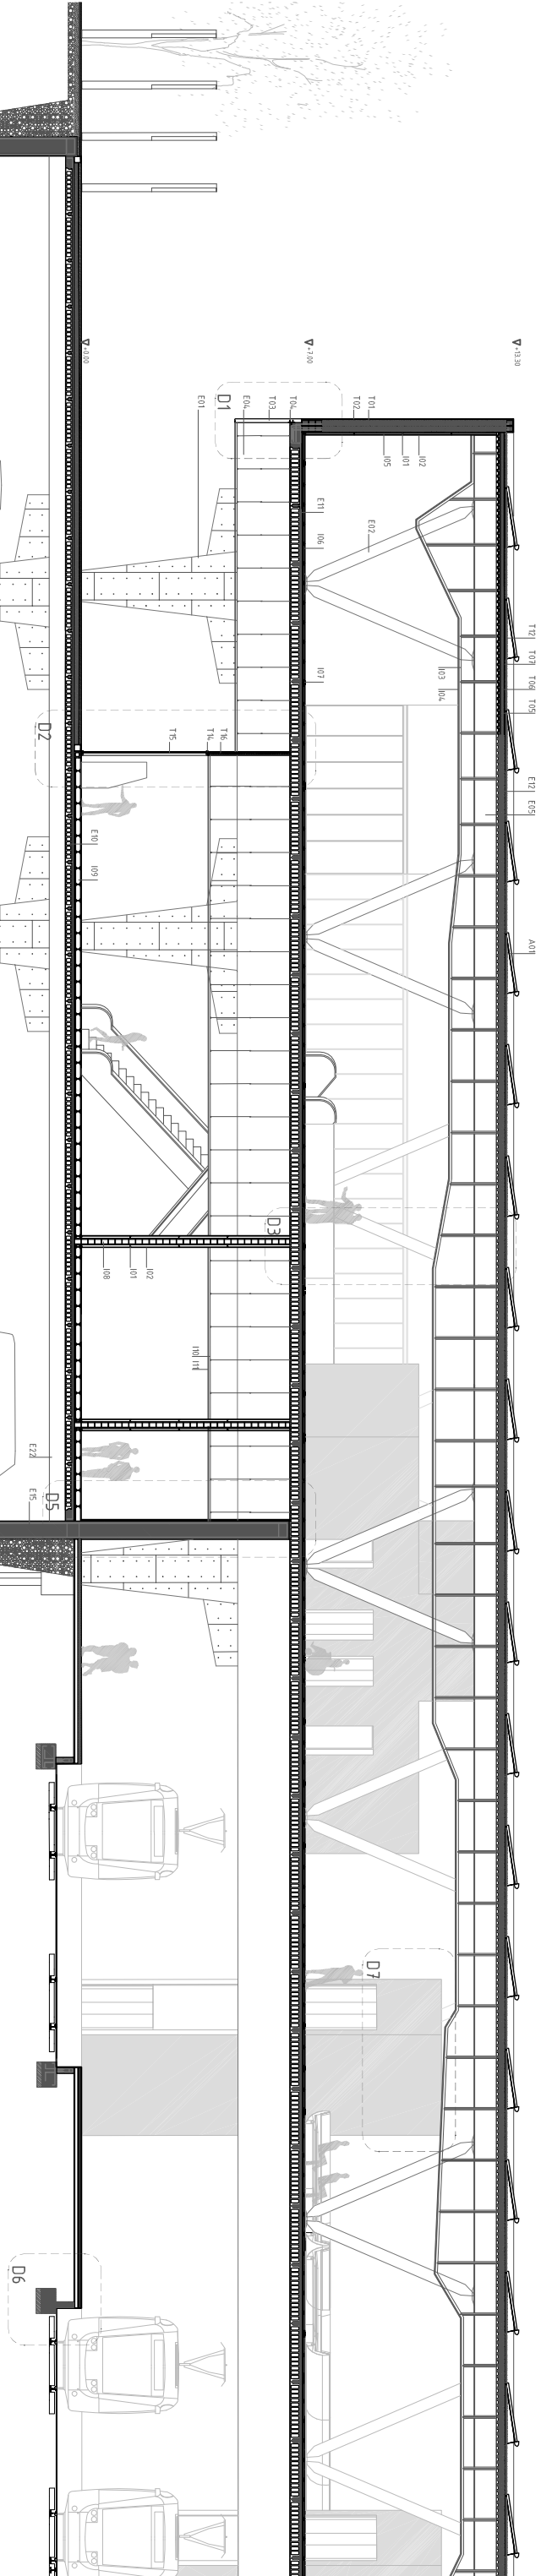 +13.30
+7.00
±0.00
T01
T02
T04
T03
E04
D1
E01
I02
I01
I05
E11
E02
I06
T12
T07
T06
T05
I07
I03
I04
E12
E05
D2
T16
T14
T15
E10
I09
A01
D3
I02
I01
I08
I10 I11
E22
D5
E15
D7
D6